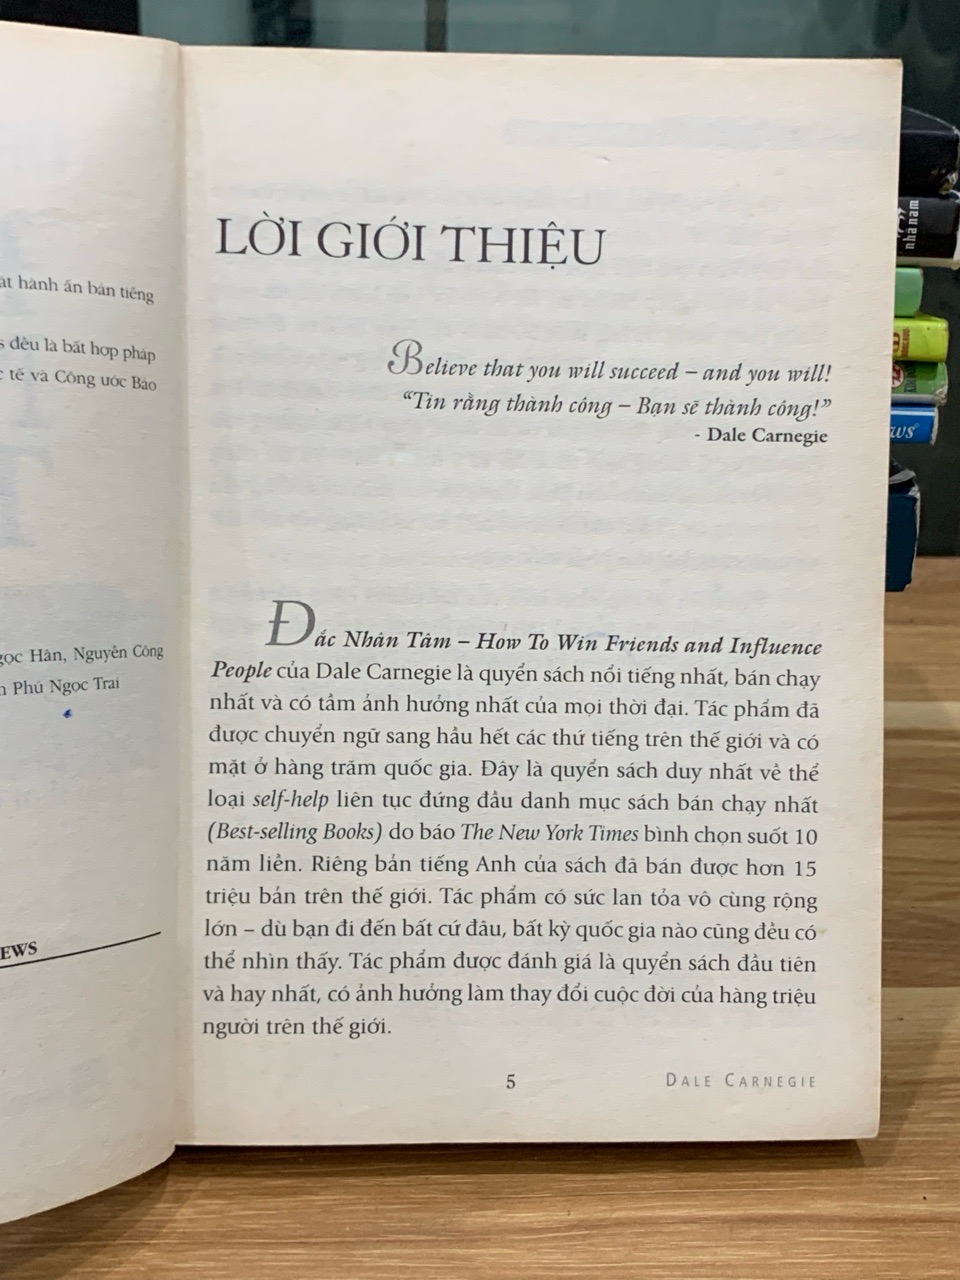 hành ấn bản tiếng
đều là bất hợp pháp
tế và Công ước Báo
Hân, Nguyễn Công
Phú Ngọc Trai
EWS
LỜI GIỚI THIỆU
Believe that you will succeed – and you will!
“Tin rằng thành công – Bạn sẽ thành công!”
- Dale Carnegie
Đắc Nhân Tâm – How To Win Friends and Influence
People của Dale Carnegie là quyển sách nổi tiếng nhất, bán chạy
nhất và có tầm ảnh hưởng nhất của mọi thời đại. Tác phẩm đã
được chuyển ngữ sang hầu hết các thứ tiếng trên thế giới và có
mặt ở hàng trăm quốc gia. Đây là quyển sách duy nhất về thể
loại self-help liên tục đứng đầu danh mục sách bán chạy nhất
(Best-selling Books) do báo The New York Times bình chọn suốt 10
năm liền. Riêng bản tiếng Anh của sách đã bán được hơn 15
triệu bản trên thế giới. Tác phẩm có sức lan tỏa vô cùng rộng
lớn – dù bạn đi đến bất cứ đâu, bất kỳ quốc gia nào cũng đều có
thể nhìn thấy. Tác phẩm được đánh giá là quyển sách đầu tiên
và hay nhất, có ảnh hưởng làm thay đổi cuộc đời của hàng triệu
người trên thế giới.
5
DALE CARNEGIE
nhã nam